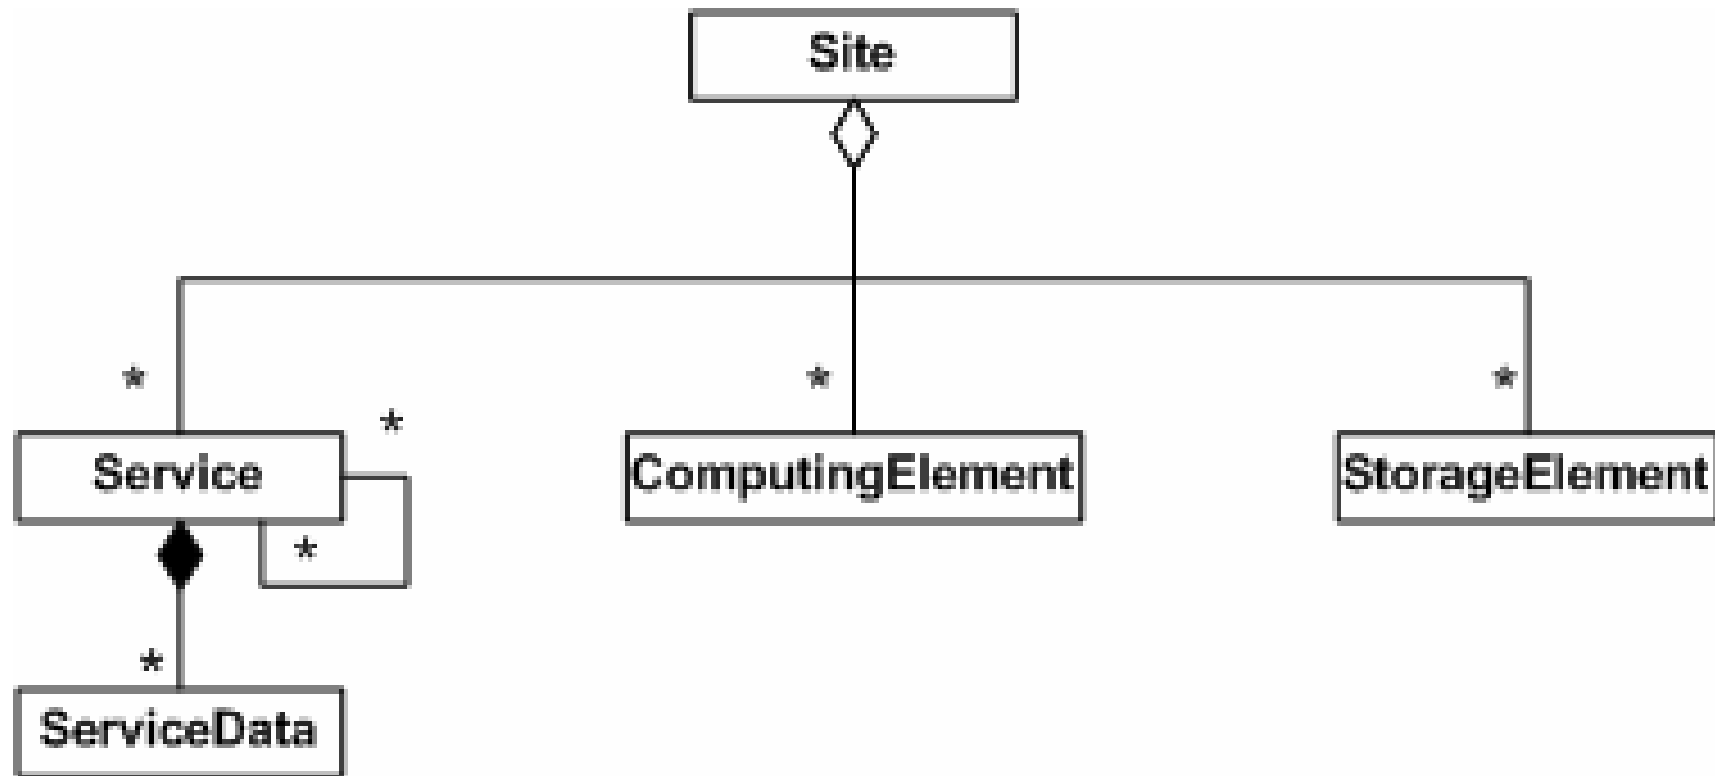 Site
*
*
*
*
Service
ComputingElement
StorageElement
*
*
ServiceData